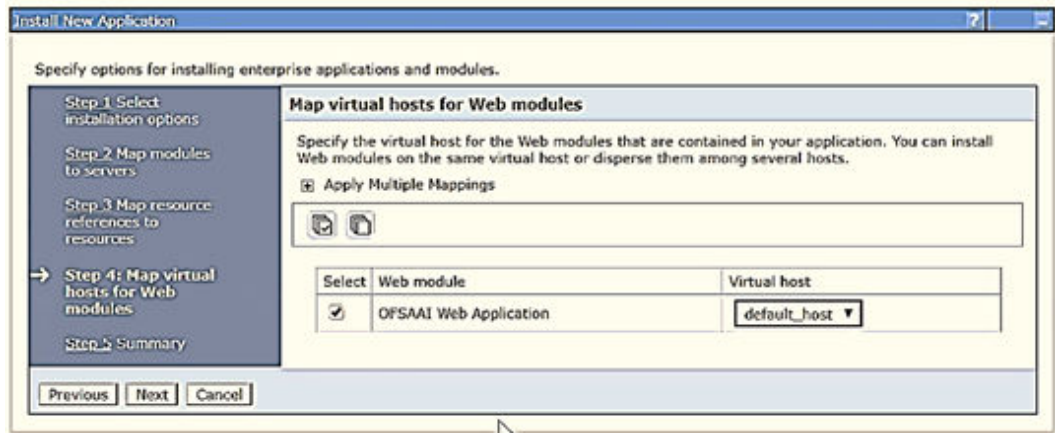 Install New Application
?
Specify options for installing enterprise applications and modules.
Step 1 Select
installation options
Step 2 Map modules
to servers
Step 3 Map resource
references to
resources
Step 4: Map virtual
hosts for Web
modules
Step 5 Summary
Map virtual hosts for Web modules
Specify the virtual host for the Web modules that are contained in your application. You can install
Web modules on the same virtual host or disperse them among several hosts.
Apply Multiple Mappings
Select Web module Virtual host
OFSAAI Web Application default_host
Previous Next Cancel